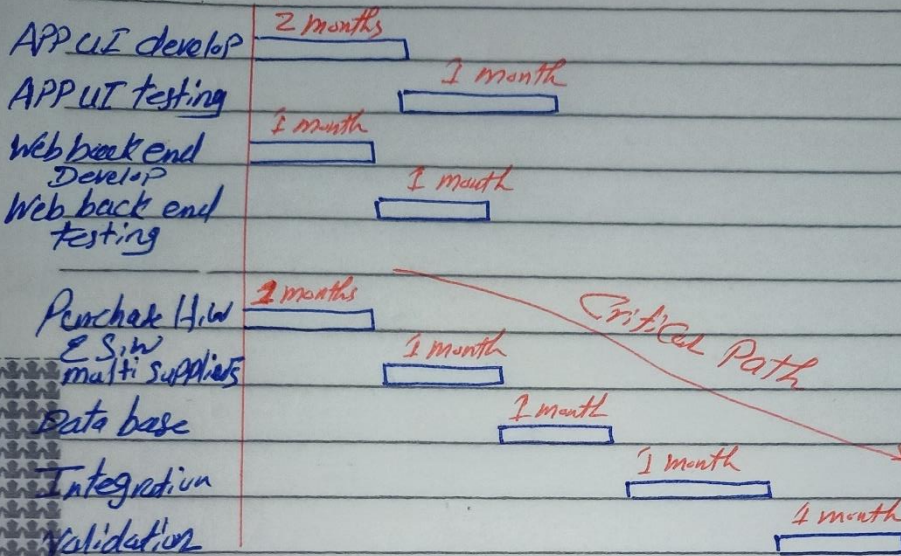 2 months
APP UI develop
1 month
APP UI testing
1 month
Web back end
Develop
1 month
Web back end
testing
1 months
Purchase H.W
& S.W
1 month
multi suppliers
1 month
Data base
1 month
Integration
1 month
Validation
Critical Path